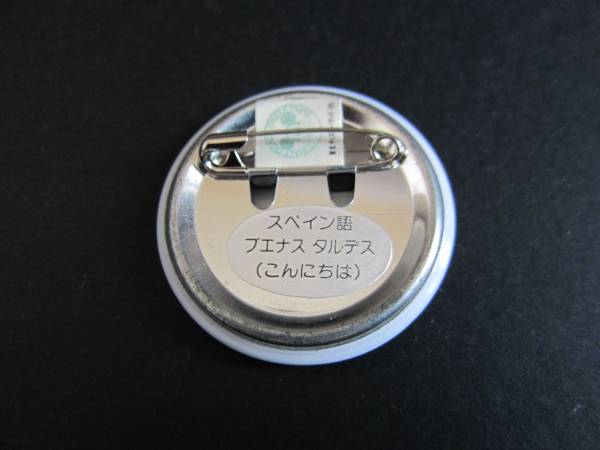 スペイン語
ブエナス タルデス
(こんにちは)